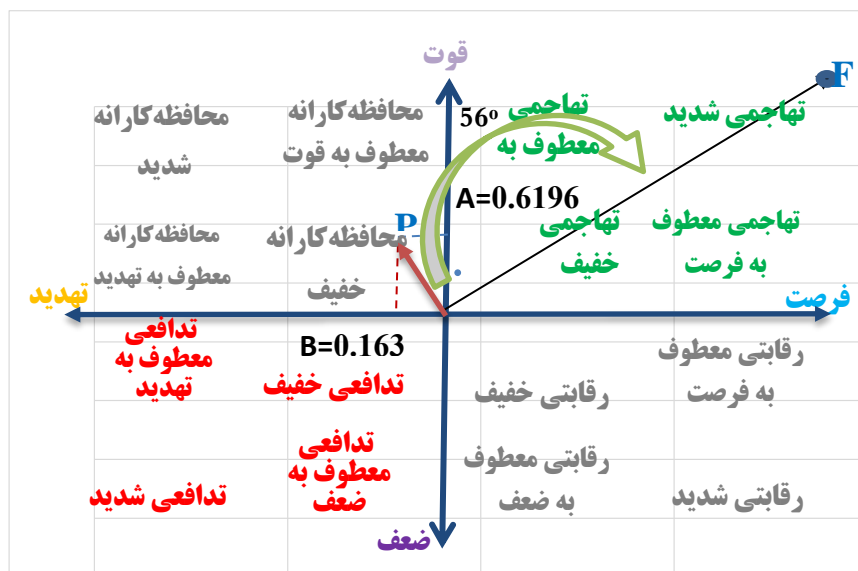 قوت
F
محافظه‌کارانه
شدید
محافظه‌کارانه
معطوف به قوت
56°
تهاجمی
معطوف به
تهاجمی شدید
A=0.6196
P
محافظه‌کارانه
معطوف به تهدید
محافظه‌کارانه
خفیف
تهاجمی
خفیف
تهاجمی معطوف
به فرصت
تهدید
فرصت
B=0.163
تدافعی
معطوف به
تهدید
تدافعی خفیف
رقابتی خفیف
رقابتی معطوف
به فرصت
تدافعی شدید
تدافعی
معطوف به
ضعف
رقابتی معطوف
به ضعف
رقابتی شدید
ضعف